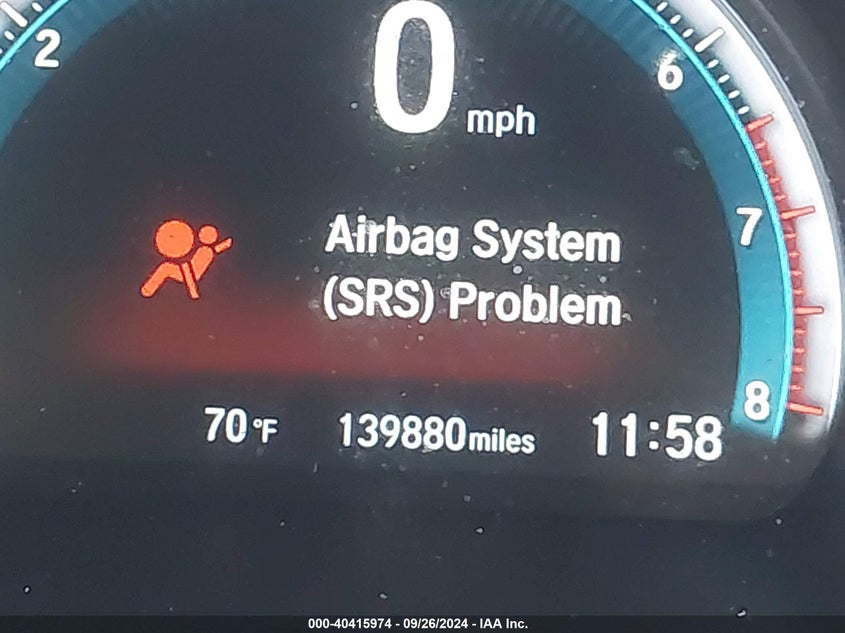 2
0
mph
6
7
8
Airbag System
(SRS) Problem
70°F
139880miles
11:58
000-40415974 - 09/26/2024 - IAA Inc.